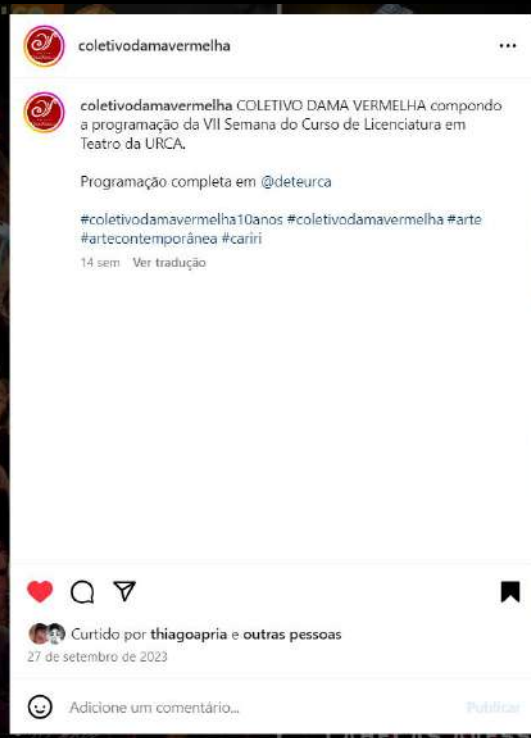 coletivodamavermelha
coletivodamavermelha COLETIVO DAMA VERMELHA compondo
a programação da VII Semana do Curso de Licenciatura em
Teatro da URCA.
Programação completa em @deteurca
#coletivodamavermelha10anos #coletivodamavermelha #arte
#artecontemporânea #cariri
14 sem Ver tradução
Curtido por thiagoapria e outras pessoas
27 de setembro de 2023
Adicione um comentário... Publicar